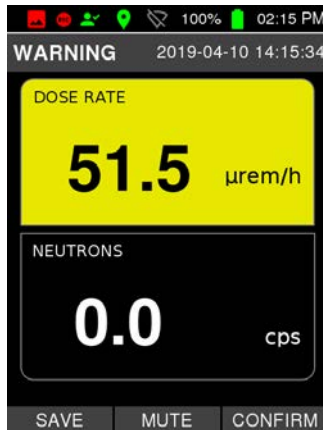 100% 02:15 PM
WARNING 2019-04-10 14:15:34
DOSE RATE
51.5 μrem/h
NEUTRONS
0.0 cps
SAVE MUTE CONFIRM